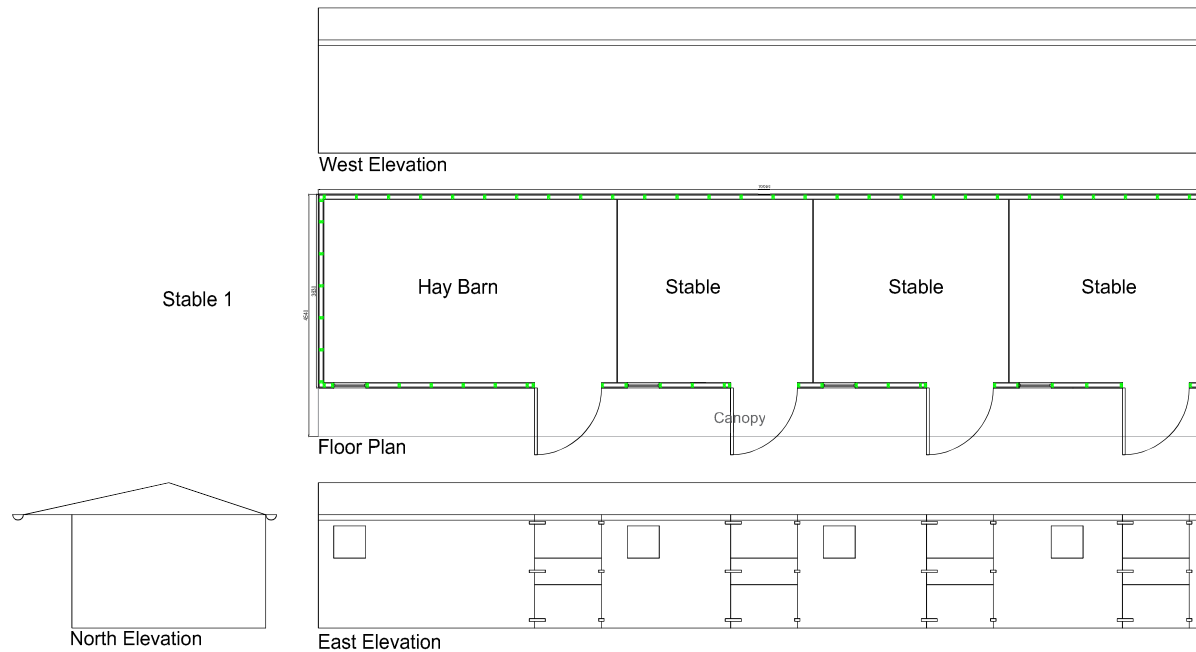 West Elevation
Stable 1
Hay Barn
Stable
Stable
Stable
Canopy
Floor Plan
North Elevation
East Elevation